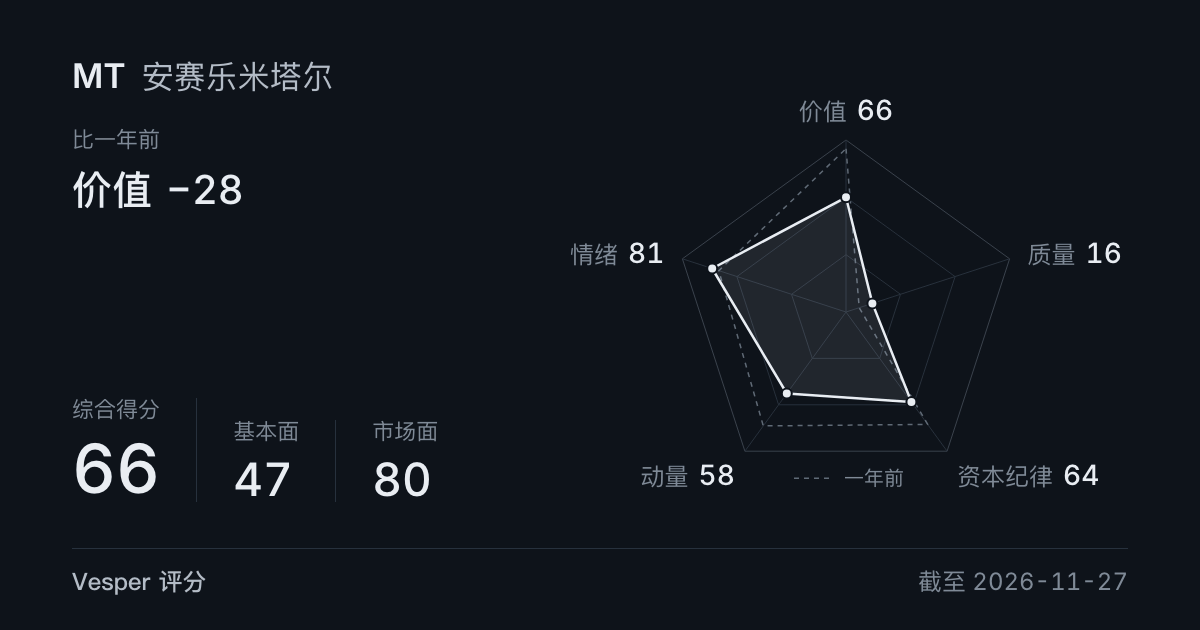 MT 安赛乐米塔尔
比一年前
价值 −28
价值 66
情绪 81
质量 16
动量 58
一年前
资本纪律 64
综合得分
66
基本面
47
市场面
80
Vesper 评分
截至 2026-11-27